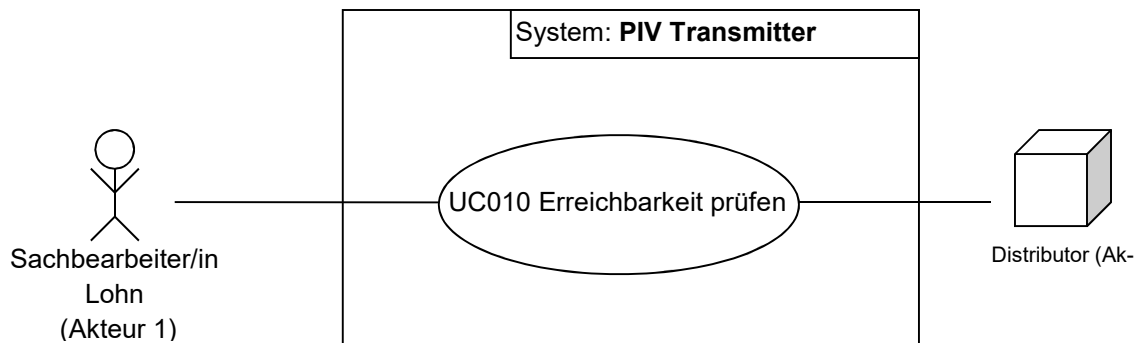 System: PIV Transmitter
UC010 Erreichbarkeit prüfen
Sachbearbeiter/in
Lohn
(Akteur 1)
Distributor (Ak-